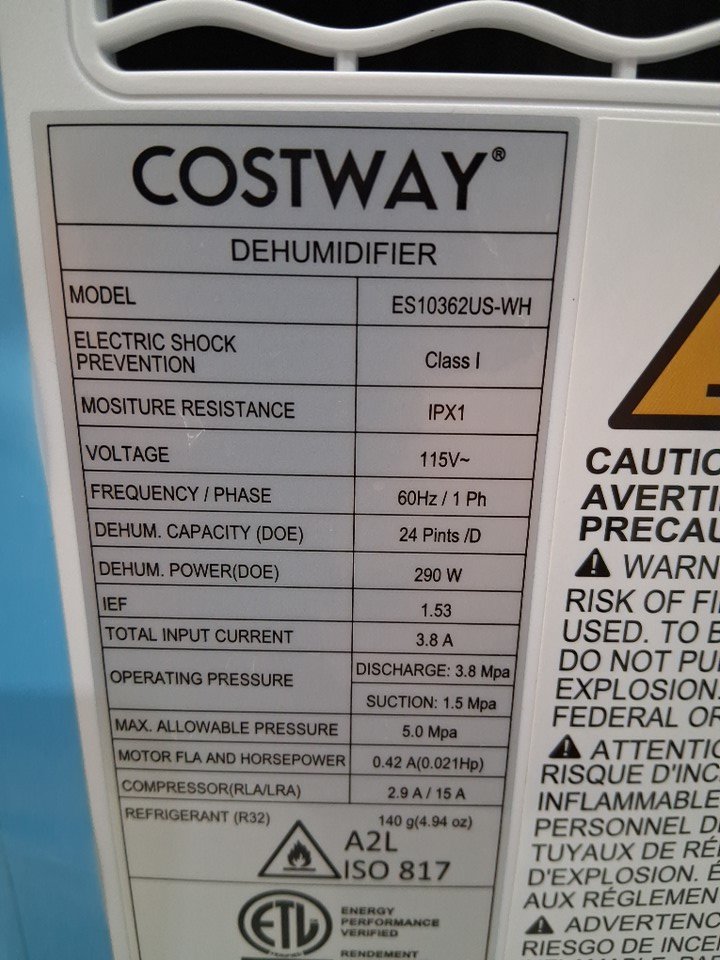 COSTWAY®
DEHUMIDIFIER
MODEL ES10362US-WH
ELECTRIC SHOCK
PREVENTION Class I
MOSITURE RESISTANCE IPX1
VOLTAGE 115V~
FREQUENCY / PHASE 60Hz / 1 Ph
DEHUM. CAPACITY (DOE) 24 Pints /D
DEHUM. POWER(DOE) 290 W
IEF 1.53
TOTAL INPUT CURRENT 3.8 A
OPERATING PRESSURE DISCHARGE: 3.8 Mpa
SUCTION: 1.5 Mpa
MAX. ALLOWABLE PRESSURE 5.0 Mpa
MOTOR FLA AND HORSEPOWER 0.42 A(0.021Hp)
COMPRESSOR(RLA/LRA) 2.9 A / 15 A
REFRIGERANT (R32) 140 g(4.94 oz)
A2L
ISO 817
ETL
ENERGY
PERFORMANCE
VERIFIED
RENDEMENT
CAUTIO
AVERTI
PRECAU
WARN
RISK OF FI
USED. TO B
DO NOT PU
EXPLOSION.
FEDERAL OR
ATTENTIO
RISQUE D'INC
INFLAMMABLE
PERSONNEL D
TUYAUX DE RÉ
D'EXPLOSION. É
AUX RÉGLEMEN
ADVERTENC
RIESGO DE INCE